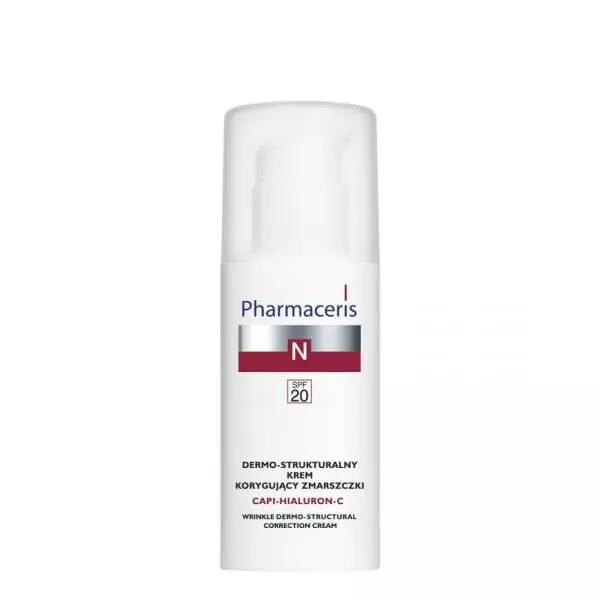 Pharmaceris
N
SPF
20
DERMO-STRUKTURALNY
KREM
KORYGUJĄCY ZMARSZCZKI
CAPI-HIALURON-C
WRINKLE DERMO-STRUCTURAL
CORRECTION CREAM